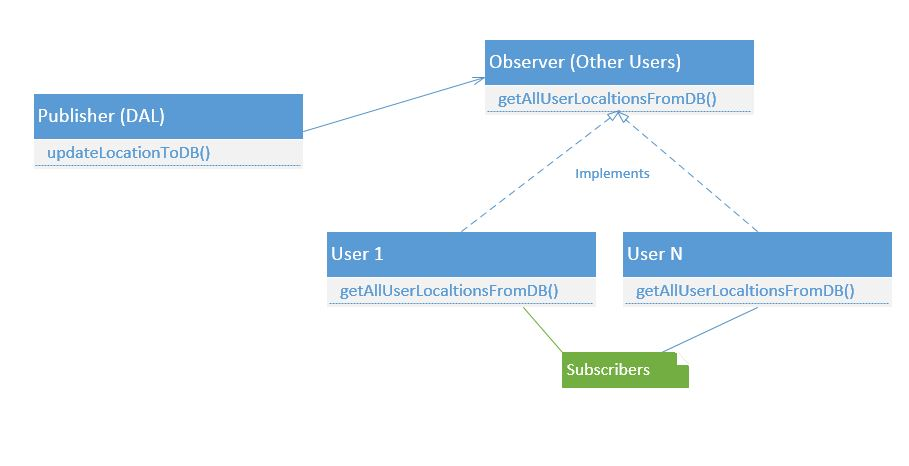 Observer (Other Users)
getAllUserLocaltionsFromDB()
Publisher (DAL)
updateLocationToDB()
Implements
User 1
getAllUserLocaltionsFromDB()
User N
getAllUserLocaltionsFromDB()
Subscribers